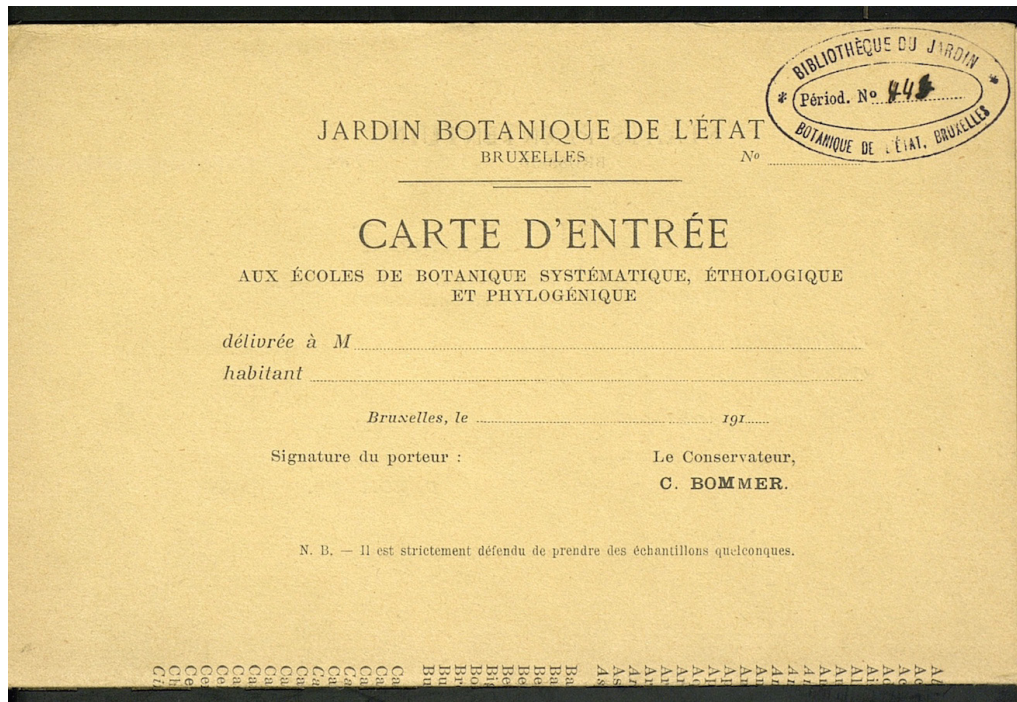 BIBLIOTHÈQUE DU JARDIN
Périod. No
BOTANIQUE DE L'ÉTAT, BRUXELLES
JARDIN BOTANIQUE DE L'ÉTAT
BRUXELLES
No
CARTE D'ENTRÉE
AUX ÉCOLES DE BOTANIQUE SYSTÉMATIQUE, ÉTHOLOGIQUE
ET PHYLOGÉNIQUE
délivrée à M
habitant
Bruxelles, le 191
Signature du porteur : Le Conservateur,
C. BOMMER.
N. B. — Il est strictement défendu de prendre des échantillons quelconques.